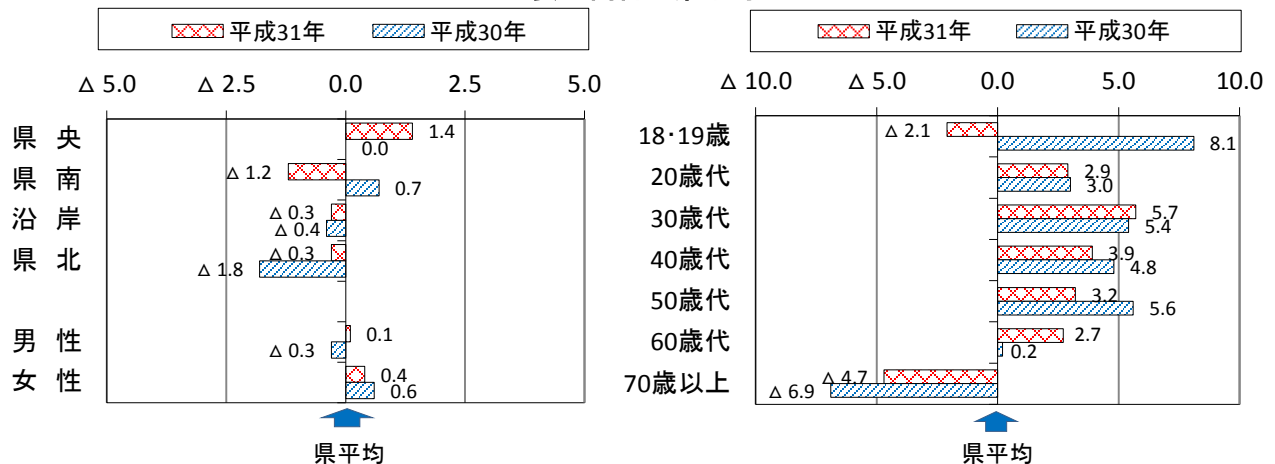 平成31年 平成30年
△ 5.0 △ 2.5 0.0 2.5 5.0
県 央 1.4
0.0
県 南 △ 1.2
0.7
沿 岸 △ 0.3
△ 0.4
県 北 △ 0.3
△ 1.8
男 性 0.1
△ 0.3
女 性 0.4
0.6
県平均
平成31年 平成30年
△ 10.0 △ 5.0 0.0 5.0 10.0
18・19歳 △ 2.1
8.1
20歳代 2.9
3.0
30歳代 5.7
5.4
40歳代 3.9
4.8
50歳代 3.2
5.6
60歳代 2.7
0.2
70歳以上 △ 4.7
△ 6.9
県平均